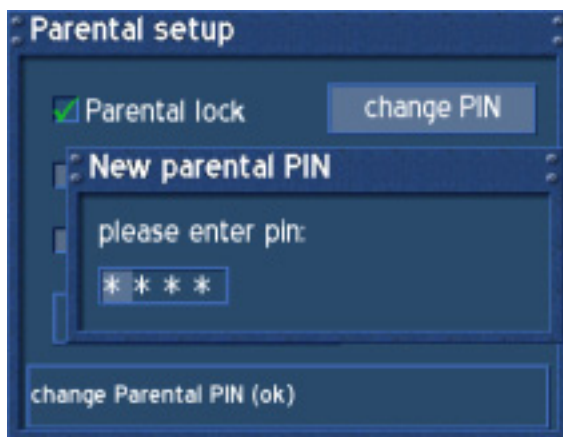 Parental setup
Parental lock
change PIN
New parental PIN
please enter pin:
* * * *
change Parental PIN (ok)